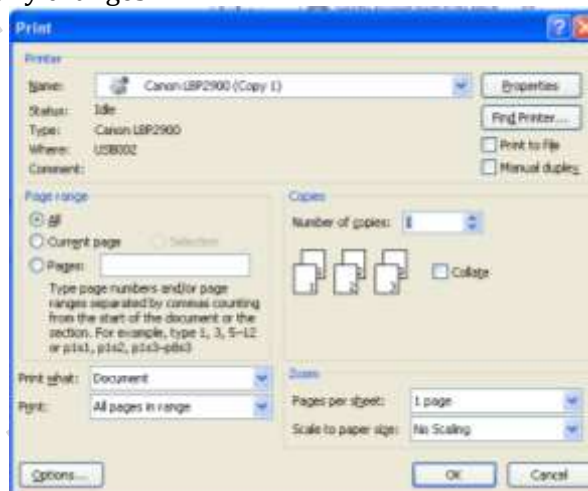 Print
Printer
Name: Canon LBP2900 (Copy 1) Properties
Status: Idle Find Printer...
Type: Canon LBP2900
Where: USB002 Print to file
Comment: Manual duplex
Page range Copies
All Number of copies: 1
Current page Selection
Pages: Collate
Type page numbers and/or page
ranges separated by commas counting
from the start of the document or the
section. For example, type 1, 3, 5–12
or p1s1, p1s2, p1s3–p8s3
Print what: Document Zoom
Print: All pages in range Pages per sheet: 1 page
Scale to paper size: No Scaling
Options... OK Cancel